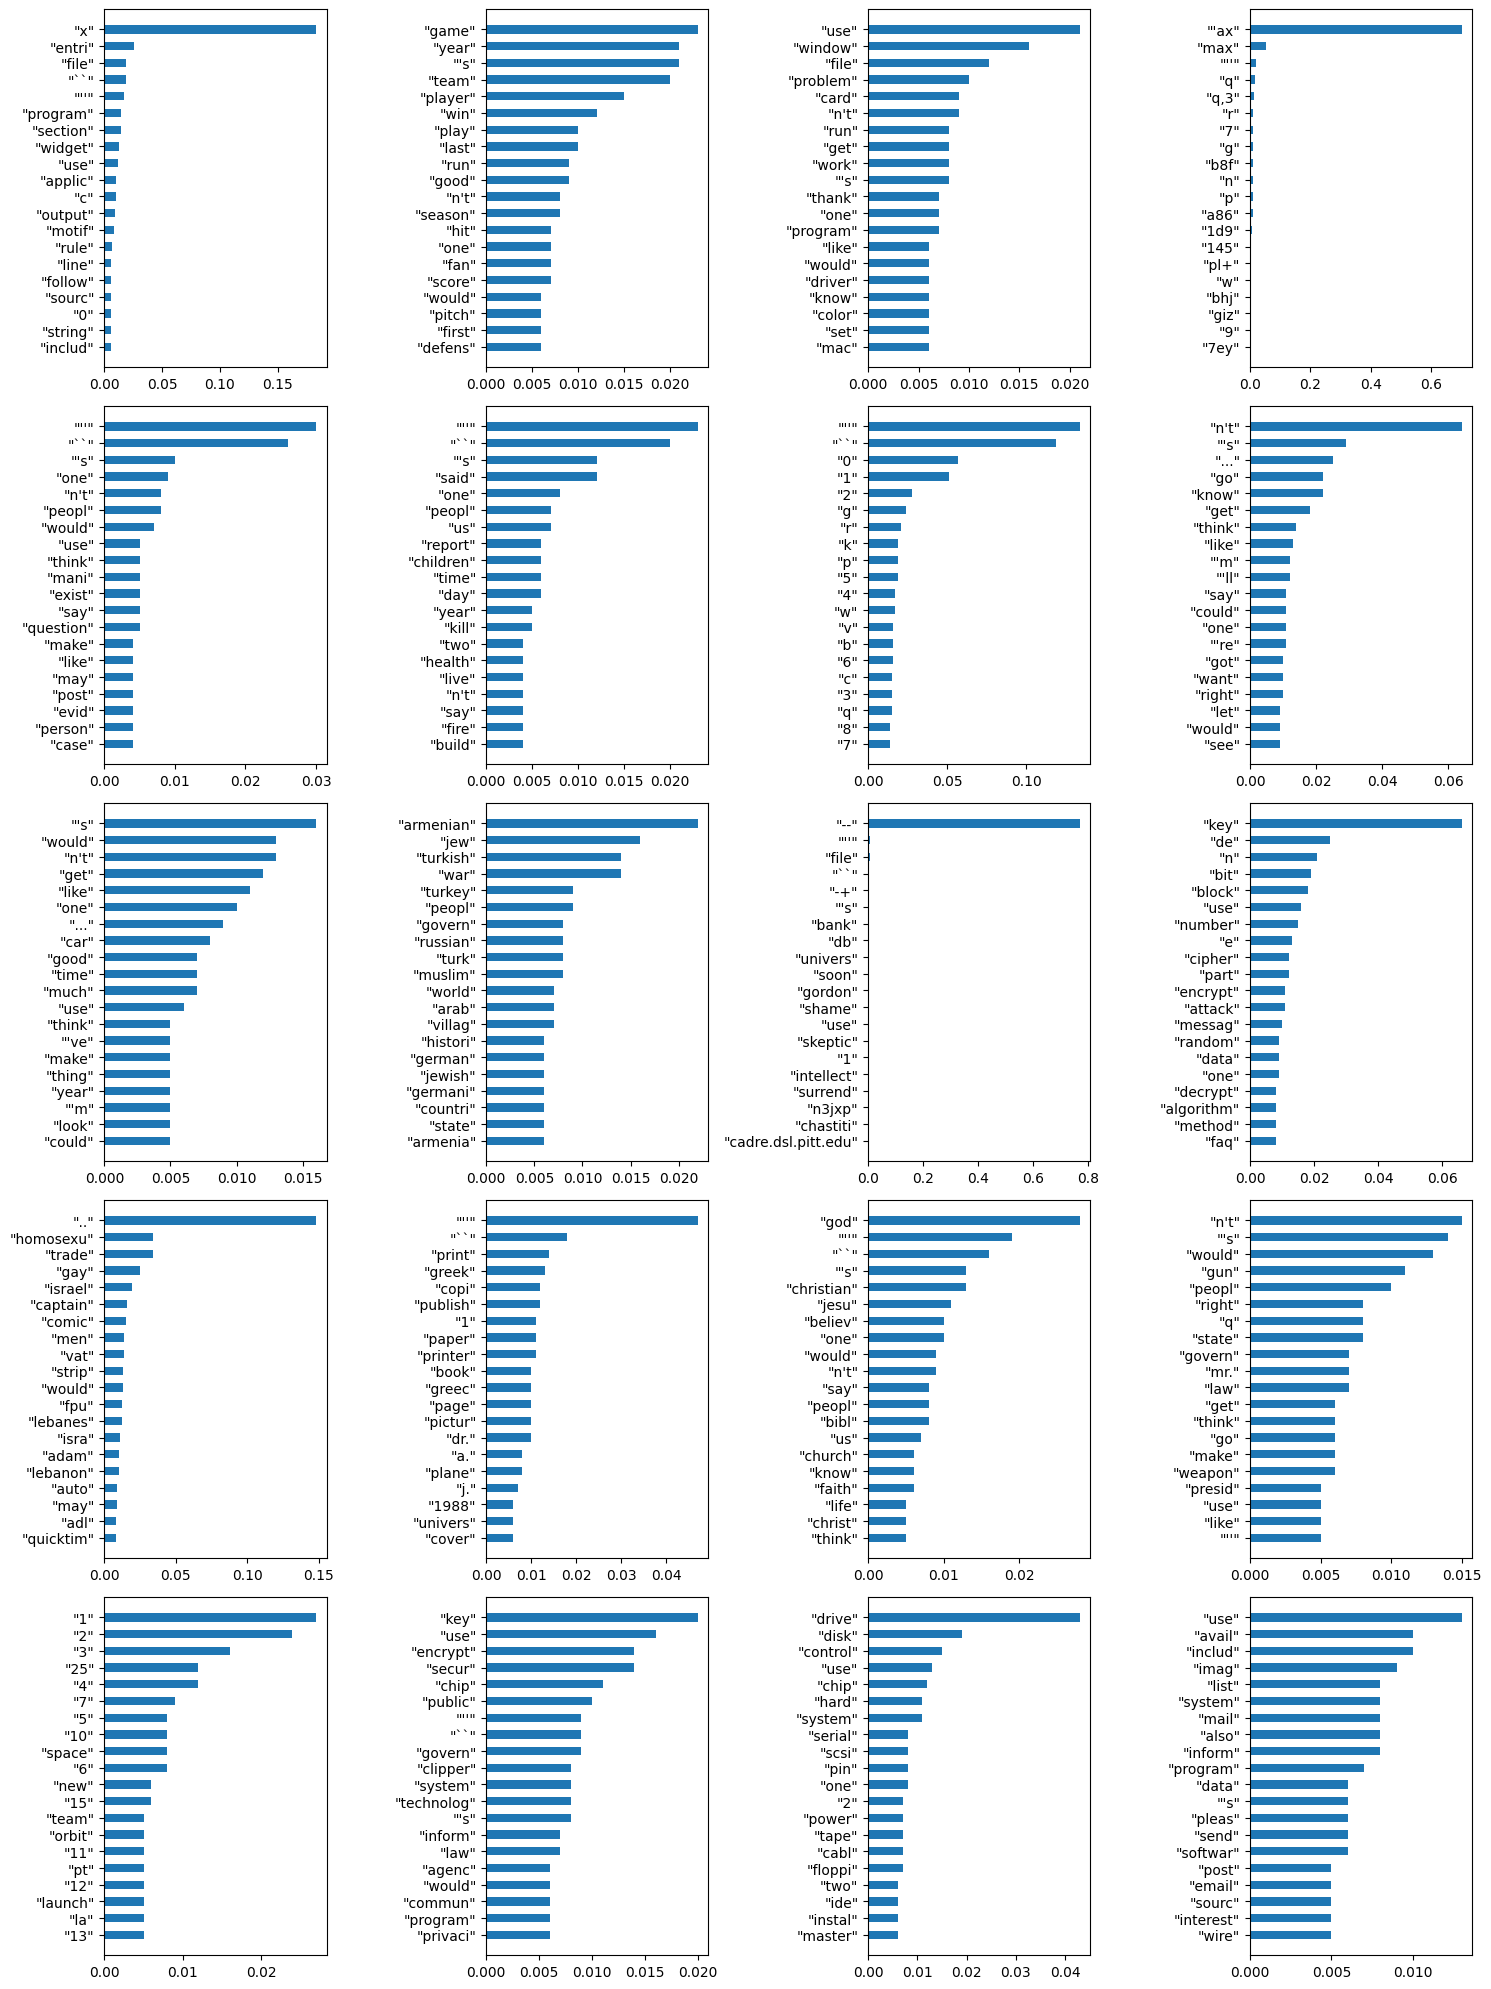 "x"
"entri"
"file"
"``"
"''"
"program"
"section"
"widget"
"use"
"applic"
"c"
"output"
"motif"
"rule"
"line"
"follow"
"sourc"
"0"
"string"
"includ"
0.00 0.05 0.10 0.15
"game"
"year"
"'s"
"team"
"player"
"win"
"play"
"last"
"run"
"good"
"n't"
"season"
"hit"
"one"
"fan"
"score"
"would"
"pitch"
"first"
"defens"
0.000 0.005 0.010 0.015 0.020
"use"
"window"
"file"
"problem"
"card"
"n't"
"run"
"get"
"work"
"'s"
"thank"
"one"
"program"
"like"
"would"
"driver"
"know"
"color"
"set"
"mac"
0.000 0.005 0.010 0.015 0.020
"'ax"
"max"
"''"
"q"
"q,3"
"r"
"7"
"g"
"b8f"
"n"
"p"
"a86"
"1d9"
"145"
"pl+"
"w"
"bhj"
"giz"
"9"
"7ey"
0.0 0.2 0.4 0.6
"''"
"``"
"'s"
"one"
"n't"
"peopl"
"would"
"use"
"think"
"mani"
"exist"
"say"
"question"
"make"
"like"
"may"
"post"
"evid"
"person"
"case"
0.00 0.01 0.02 0.03
"''"
"``"
"'s"
"said"
"one"
"peopl"
"us"
"report"
"children"
"time"
"day"
"year"
"kill"
"two"
"health"
"live"
"n't"
"say"
"fire"
"build"
0.000 0.005 0.010 0.015 0.020
"''"
"``"
"0"
"1"
"2"
"g"
"r"
"k"
"p"
"5"
"4"
"w"
"v"
"b"
"6"
"c"
"3"
"q"
"8"
"7"
0.00 0.05 0.10
"n't"
"'s"
"..."
"go"
"know"
"get"
"think"
"like"
"'m"
"'ll"
"say"
"could"
"one"
"'re"
"got"
"want"
"right"
"let"
"would"
"see"
0.00 0.02 0.04 0.06
"'s"
"would"
"n't"
"get"
"like"
"one"
"..."
"car"
"good"
"time"
"much"
"use"
"think"
"'ve"
"make"
"thing"
"year"
"'m"
"look"
"could"
0.000 0.005 0.010 0.015
"armenian"
"jew"
"turkish"
"war"
"turkey"
"peopl"
"govern"
"russian"
"turk"
"muslim"
"world"
"arab"
"villag"
"histori"
"german"
"jewish"
"germani"
"countri"
"state"
"armenia"
0.000 0.005 0.010 0.015 0.020
"--"
"''"
"file"
"``"
"-+"
"'s"
"bank"
"db"
"univers"
"soon"
"gordon"
"shame"
"use"
"skeptic"
"1"
"intellect"
"surrend"
"n3jxp"
"chastiti"
"cadre.dsl.pitt.edu"
0.0 0.2 0.4 0.6 0.8
"key"
"de"
"n"
"bit"
"block"
"use"
"number"
"e"
"cipher"
"part"
"encrypt"
"attack"
"messag"
"random"
"data"
"one"
"decrypt"
"algorithm"
"method"
"faq"
0.00 0.02 0.04 0.06
".."
"homosexu"
"trade"
"gay"
"israel"
"captain"
"comic"
"men"
"vat"
"strip"
"would"
"fpu"
"lebanes"
"isra"
"adam"
"lebanon"
"auto"
"may"
"adl"
"quicktim"
0.00 0.05 0.10 0.15
"''"
"``"
"print"
"greek"
"copi"
"publish"
"1"
"paper"
"printer"
"book"
"greec"
"page"
"pictur"
"dr."
"a."
"plane"
"j."
"1988"
"univers"
"cover"
0.00 0.01 0.02 0.03 0.04
"god"
"''"
"``"
"'s"
"christian"
"jesu"
"believ"
"one"
"would"
"n't"
"say"
"peopl"
"bibl"
"us"
"church"
"know"
"faith"
"life"
"christ"
"think"
0.00 0.01 0.02
"n't"
"'s"
"would"
"gun"
"peopl"
"right"
"q"
"state"
"govern"
"mr."
"law"
"get"
"think"
"go"
"make"
"weapon"
"presid"
"use"
"like"
"''"
0.000 0.005 0.010 0.015
"1"
"2"
"3"
"25"
"4"
"7"
"5"
"10"
"space"
"6"
"new"
"15"
"team"
"orbit"
"11"
"pt"
"12"
"launch"
"la"
"13"
0.00 0.01 0.02
"key"
"use"
"encrypt"
"secur"
"chip"
"public"
"''"
"``"
"govern"
"clipper"
"system"
"technolog"
"'s"
"inform"
"law"
"agenc"
"would"
"commun"
"program"
"privaci"
0.000 0.005 0.010 0.015 0.020
"drive"
"disk"
"control"
"use"
"chip"
"hard"
"system"
"serial"
"scsi"
"pin"
"one"
"2"
"power"
"tape"
"cabl"
"floppi"
"two"
"ide"
"instal"
"master"
0.00 0.01 0.02 0.03 0.04
"use"
"avail"
"includ"
"imag"
"list"
"system"
"mail"
"also"
"inform"
"program"
"data"
"'s"
"pleas"
"send"
"softwar"
"post"
"email"
"sourc"
"interest"
"wire"
0.000 0.005 0.010